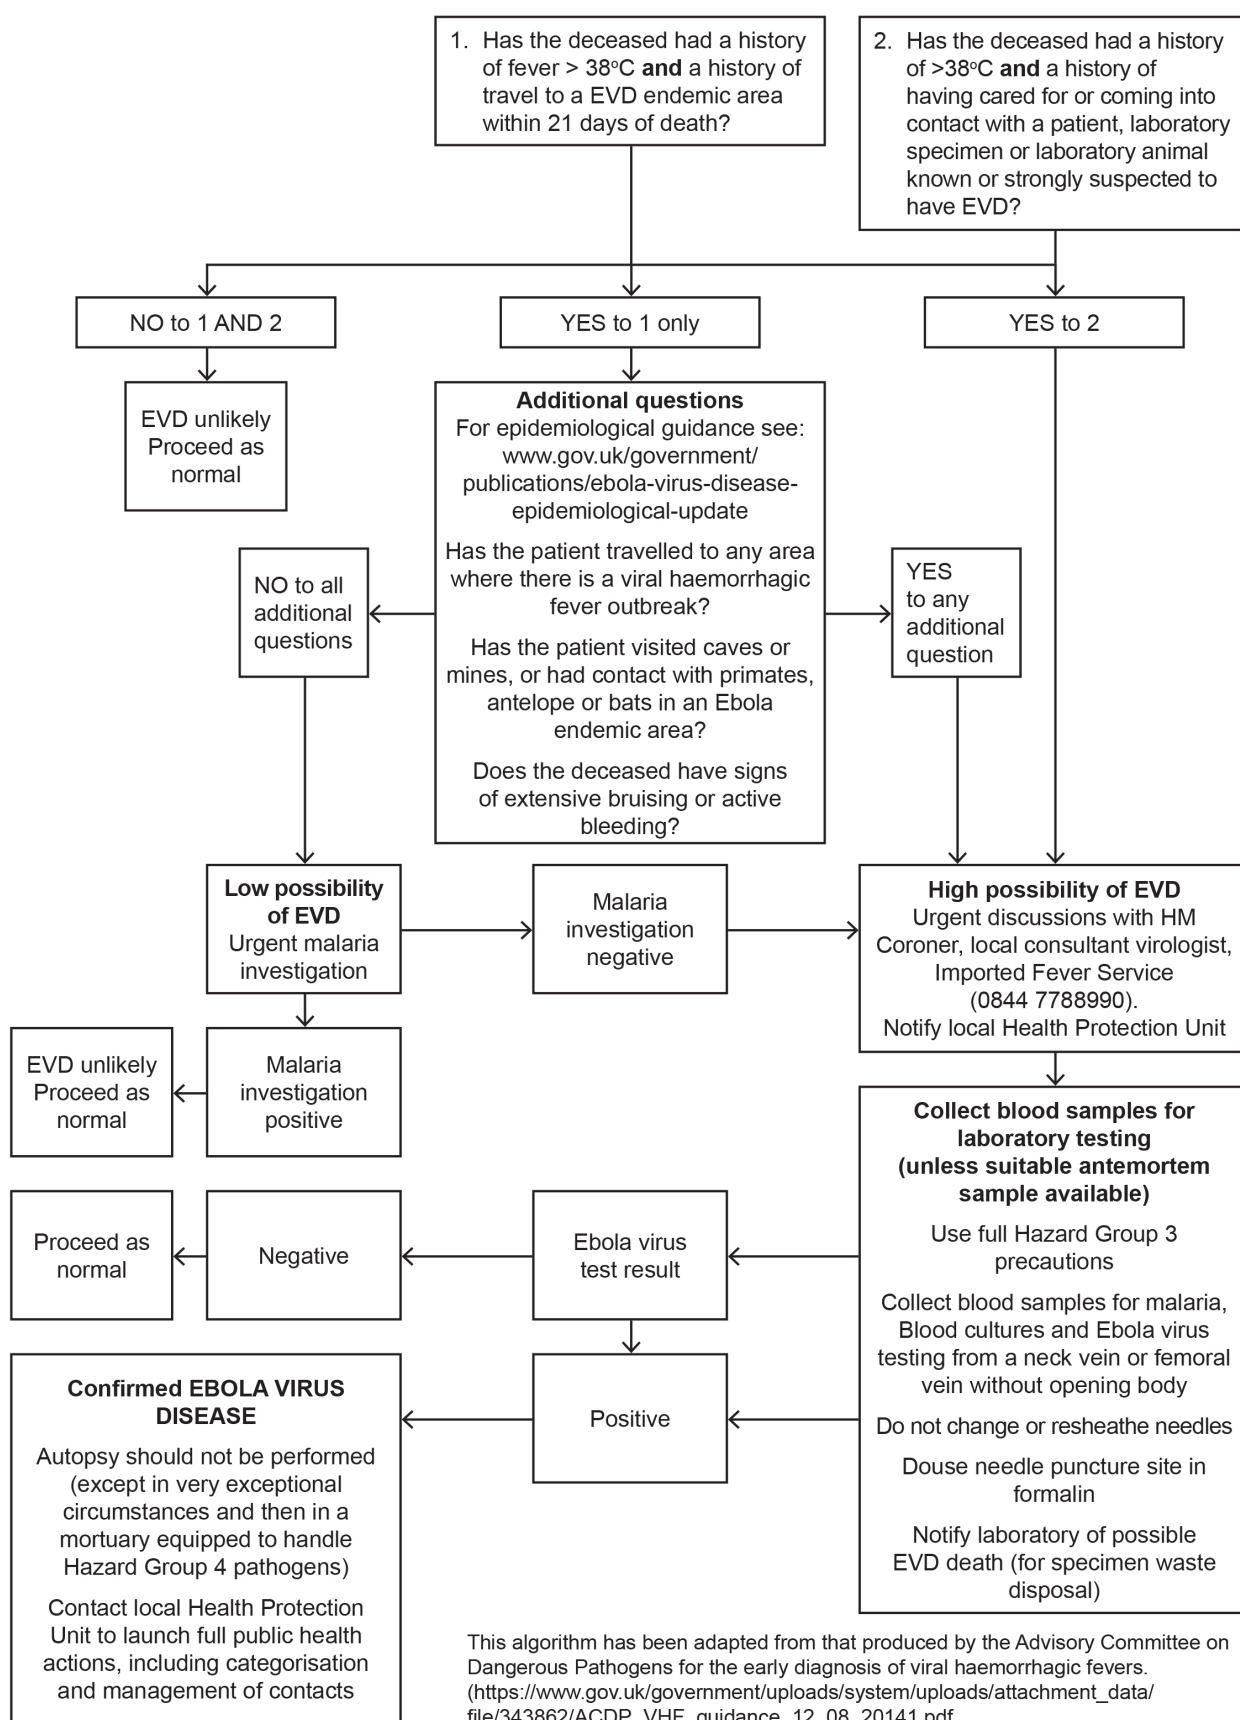 1. Has the deceased had a history
of fever > 38°C and a history of
travel to a EVD endemic area
within 21 days of death?
2. Has the deceased had a history
of >38°C and a history of
having cared for or coming into
contact with a patient, laboratory
specimen or laboratory animal
known or strongly suspected to
have EVD?
NO to 1 AND 2
YES to 1 only
YES to 2
EVD unlikely
Proceed as
normal
Additional questions
For epidemiological guidance see:
www.gov.uk/government/
publications/ebola-virus-disease-
epidemiological-update
Has the patient travelled to any area
where there is a viral haemorrhagic
fever outbreak?
Has the patient visited caves or
mines, or had contact with primates,
antelope or bats in an Ebola
endemic area?
Does the deceased have signs
of extensive bruising or active
bleeding?
NO to all
additional
questions
YES
to any
additional
question
Low possibility
of EVD
Urgent malaria
investigation
Malaria
investigation
negative
High possibility of EVD
Urgent discussions with HM
Coroner, local consultant virologist,
Imported Fever Service
(0844 7788990).
Notify local Health Protection Unit
EVD unlikely
Proceed as
normal
Malaria
investigation
positive
Collect blood samples for
laboratory testing
(unless suitable antemortem
sample available)
Use full Hazard Group 3
precautions
Collect blood samples for malaria,
Blood cultures and Ebola virus
testing from a neck vein or femoral
vein without opening body
Do not change or resheathe needles
Douse needle puncture site in
formalin
Notify laboratory of possible
EVD death (for specimen waste
disposal)
Proceed as
normal
Negative
Ebola virus
test result
Positive
Confirmed EBOLA VIRUS
DISEASE
Autopsy should not be performed
(except in very exceptional
circumstances and then in a
mortuary equipped to handle
Hazard Group 4 pathogens)
Contact local Health Protection
Unit to launch full public health
actions, including categorisation
and management of contacts
This algorithm has been adapted from that produced by the Advisory Committee on
Dangerous Pathogens for the early diagnosis of viral haemorrhagic fevers.
(https://www.gov.uk/government/uploads/system/uploads/attachment_data/
file/343862/ACDP_VHF_guidance_12_08_20141.pdf